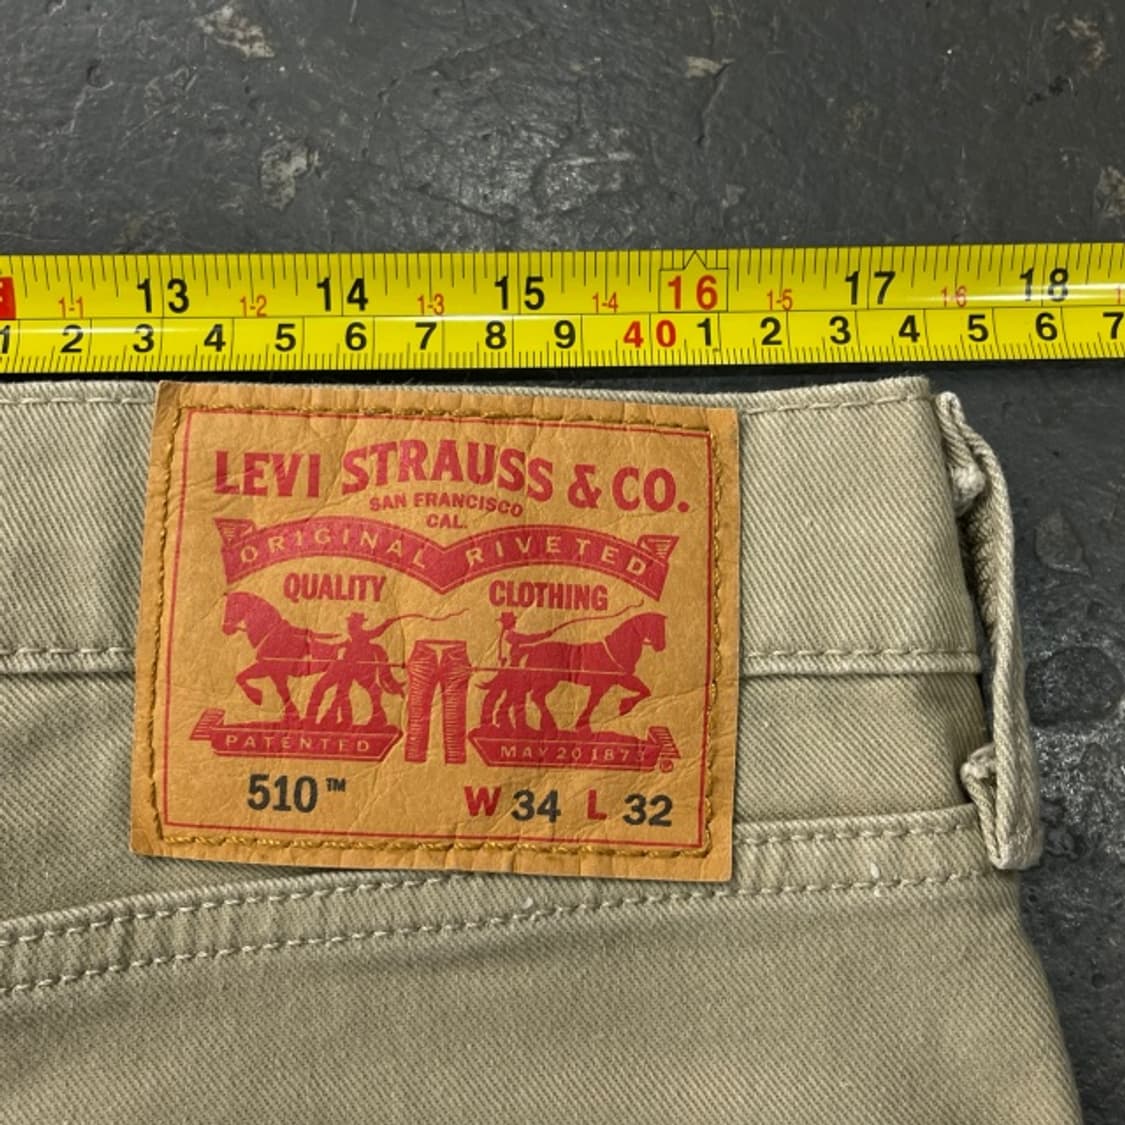 1-1 13 1-2 14 1-3 15 1-4 16 1-5 17 1-6 18
1 2 3 4 5 6 7 8 9 40 1 2 3 4 5 6 7
LEVI STRAUSS & CO.
SAN FRANCISCO
CAL.
ORIGINAL RIVETED
QUALITY CLOTHING
PATENTED MAY 20 1873
510™ W 34 L 32